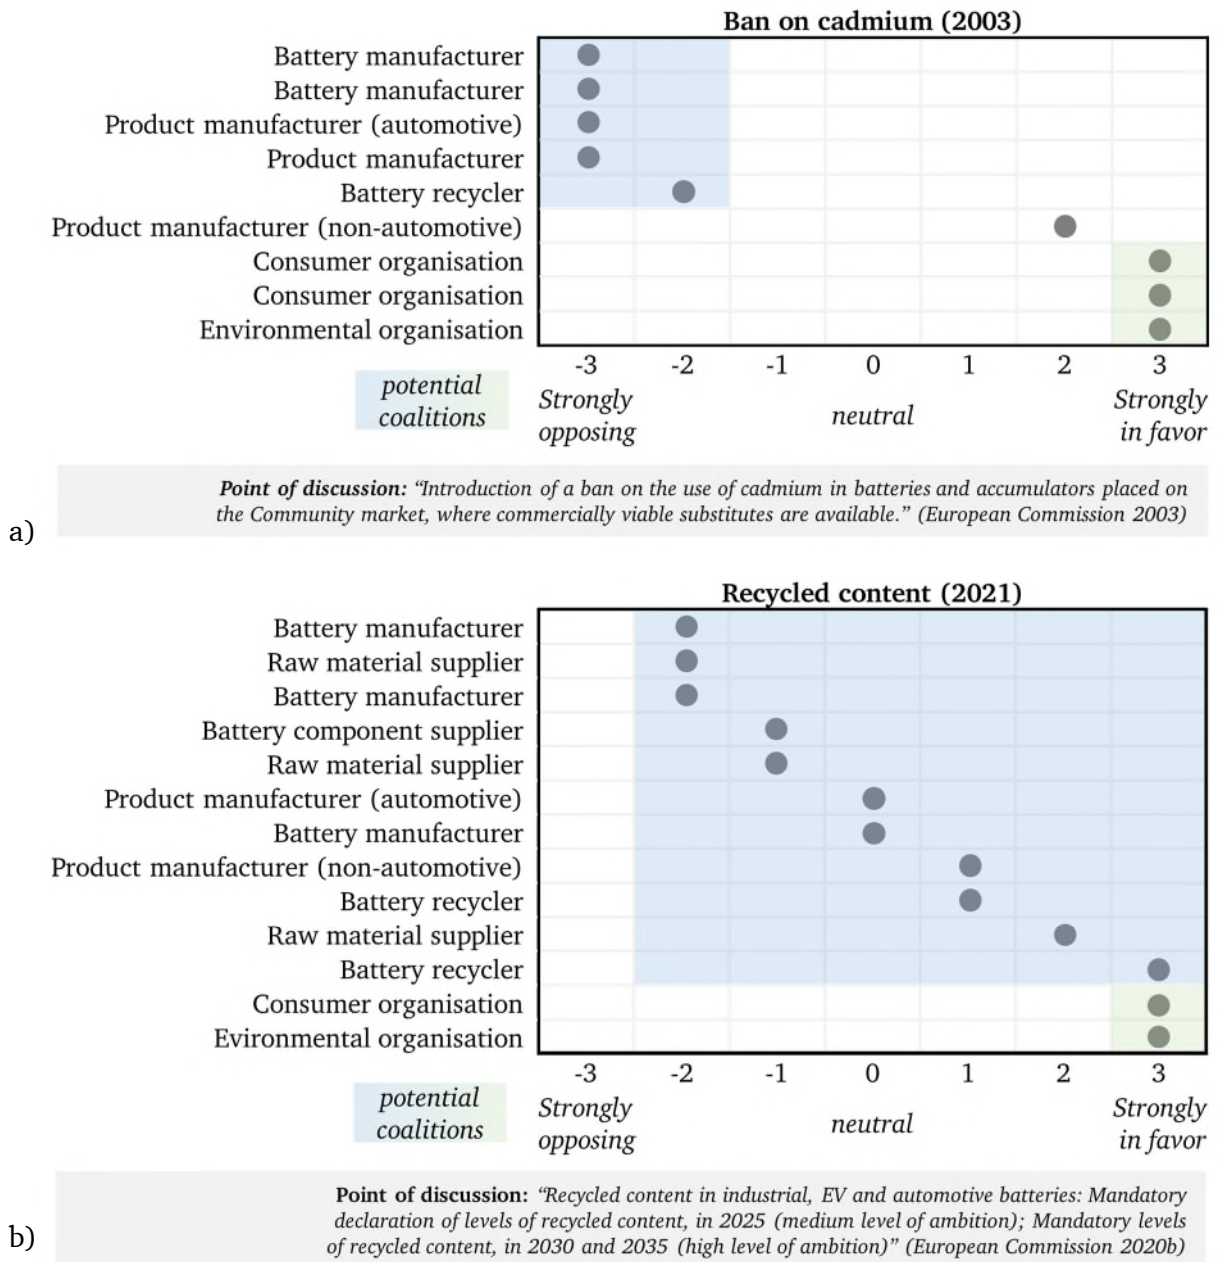 Ban on cadmium (2003)
Battery manufacturer
Battery manufacturer
Product manufacturer (automotive)
Product manufacturer
Battery recycler
Product manufacturer (non-automotive)
Consumer organisation
Consumer organisation
Environmental organisation
-3 -2 -1 0 1 2 3
potential
coalitions
Strongly
opposing
neutral
Strongly
in favor
Point of discussion: “Introduction of a ban on the use of cadmium in batteries and accumulators placed on
the Community market, where commercially viable substitutes are available.” (European Commission 2003)
a)
Recycled content (2021)
Battery manufacturer
Raw material supplier
Battery manufacturer
Battery component supplier
Raw material supplier
Product manufacturer (automotive)
Battery manufacturer
Product manufacturer (non-automotive)
Battery recycler
Raw material supplier
Battery recycler
Consumer organisation
Evironmental organisation
-3 -2 -1 0 1 2 3
potential
coalitions
Strongly
opposing
neutral
Strongly
in favor
Point of discussion: “Recycled content in industrial, EV and automotive batteries: Mandatory
declaration of levels of recycled content, in 2025 (medium level of ambition); Mandatory levels
of recycled content, in 2030 and 2035 (high level of ambition)” (European Commission 2020b)
b)